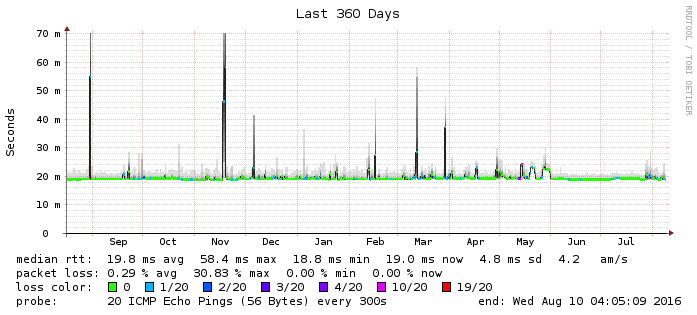 Last 360 Days
RRDTOOL / TOBI OETIKER
Seconds
70 m
60 m
50 m
40 m
30 m
20 m
10 m
0
Sep Oct Nov Dec Jan Feb Mar Apr May Jun Jul
median rtt: 19.8 ms avg 58.4 ms max 18.8 ms min 19.0 ms now 4.8 ms sd 4.2 am/s
packet loss: 0.29 % avg 30.83 % max 0.00 % min 0.00 % now
loss color: 0 1/20 2/20 3/20 4/20 10/20 19/20
probe: 20 ICMP Echo Pings (56 Bytes) every 300s end: Wed Aug 10 04:05:09 2016